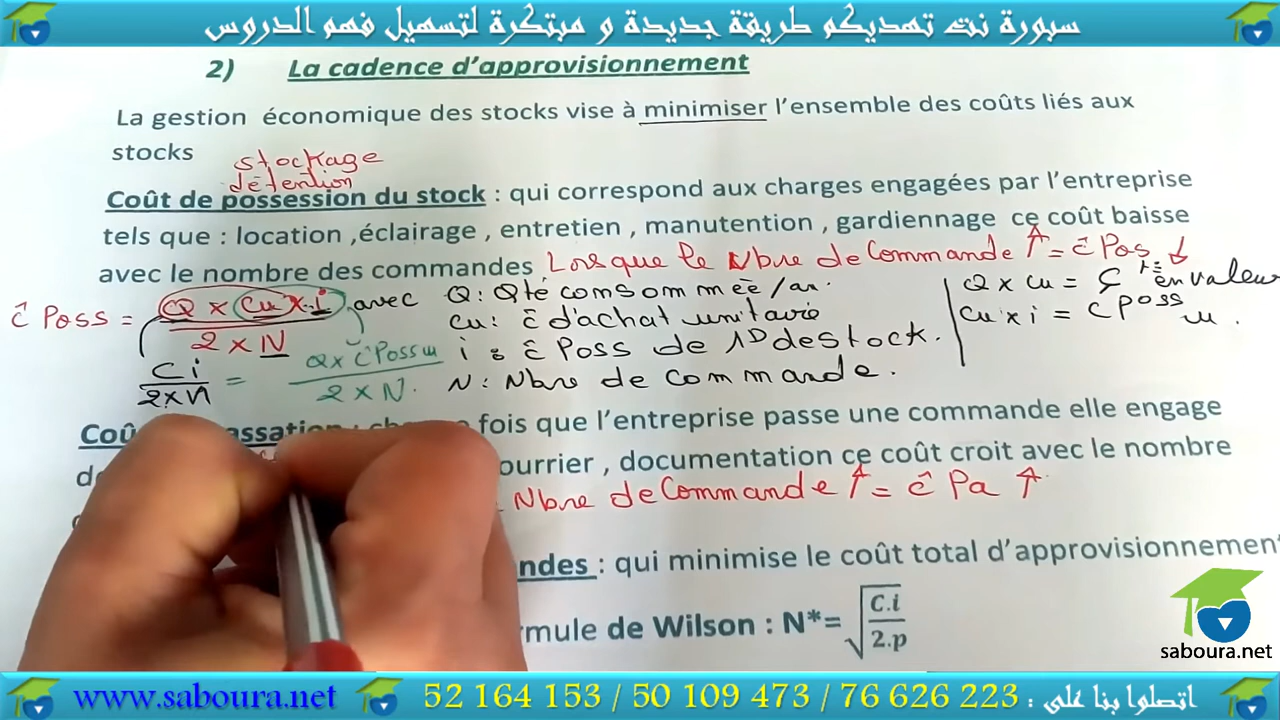 سبورة نت تهديكم طريقة جديدة و مبتكرة لتسهيل فهم الدروس
2) La cadence d'approvisionnement
La gestion économique des stocks vise à minimiser l'ensemble des coûts liés aux
stocks
stockage
détention
Coût de possession du stock : qui correspond aux charges engagées par l'entreprise
tels que : location ,éclairage , entretien , manutention , gardiennage ce coût baisse
avec le nombre des commandes Lorsque le Nbre de Commande ↑ = ĉ Pos ↓
ĉ Poss = Q x Cu x i / 2 x N avec Q : Qté consommée/an.
Cu : ĉ d'achat unitaire
i : ĉ Poss de 1D de stock.
N : Nbre de commande.
Q x Cu = en valeur
Cu x i = ĉ poss u.
Ci / 2 x N = Q x ĉ Poss u / 2 x N.
fois que l'entreprise passe une commande elle engage
ourrier , documentation ce coût croit avec le nombre
Nbre de Commande ↑ = ĉ Pa ↑
ndes : qui minimise le coût total d'approvisionnement
rmule de Wilson : N*= √ C.i / 2.p
saboura.net
www.saboura.net 52 164 153 / 50 109 473 / 76 626 223 : اتصلوا بنا على